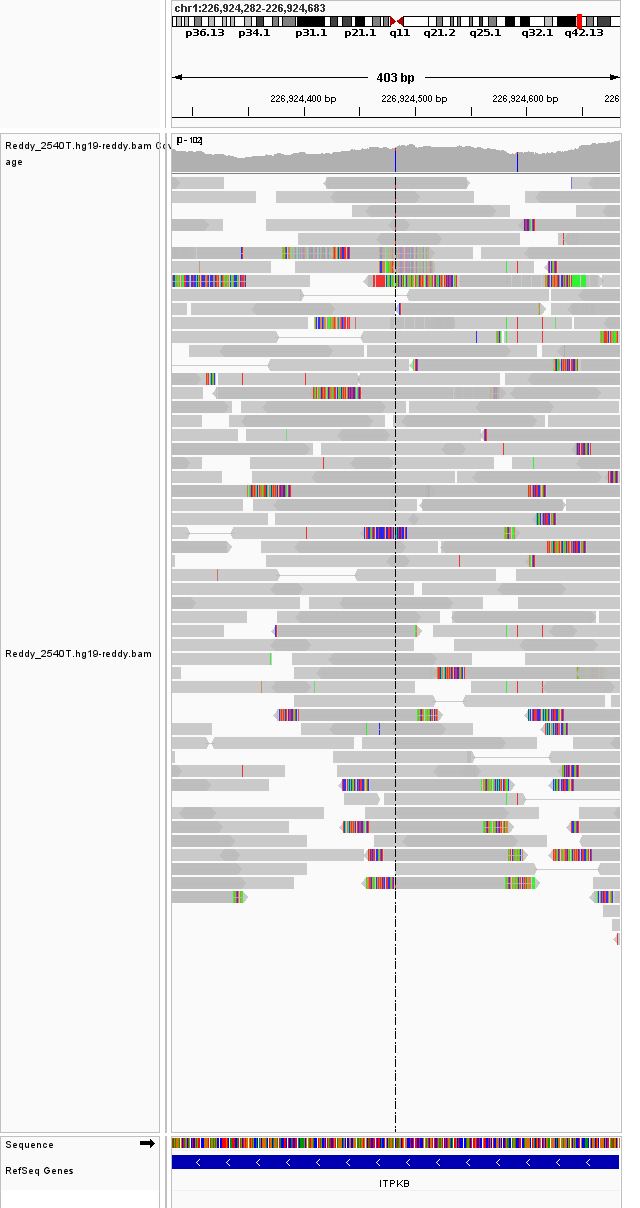 chr1:226,924,282-226,924,683
p36.13 p34.1 p31.1 p21.1 q11 q21.2 q25.1 q32.1 q42.13
403 bp
226,924,400 bp 226,924,500 bp 226,924,600 bp 226
Reddy_2540T.hg19-reddy.bam Cov
age
[0 - 102]
Reddy_2540T.hg19-reddy.bam
Sequence
RefSeq Genes
ITPKB